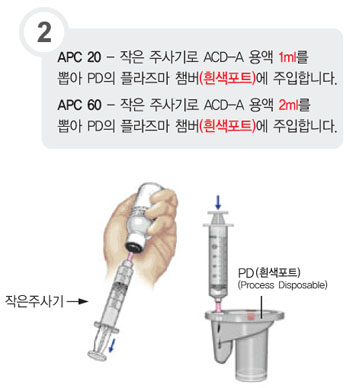 2
APC 20 - 작은 주사기로 ACD-A 용액 1ml를
뽑아 PD의 플라즈마 챔버(흰색포트)에 주입합니다.
APC 60 - 작은 주사기로 ACD-A 용액 2ml를
뽑아 PD의 플라즈마 챔버(흰색포트)에 주입합니다.
작은주사기
PD (흰색포트)
(Process Disposable)